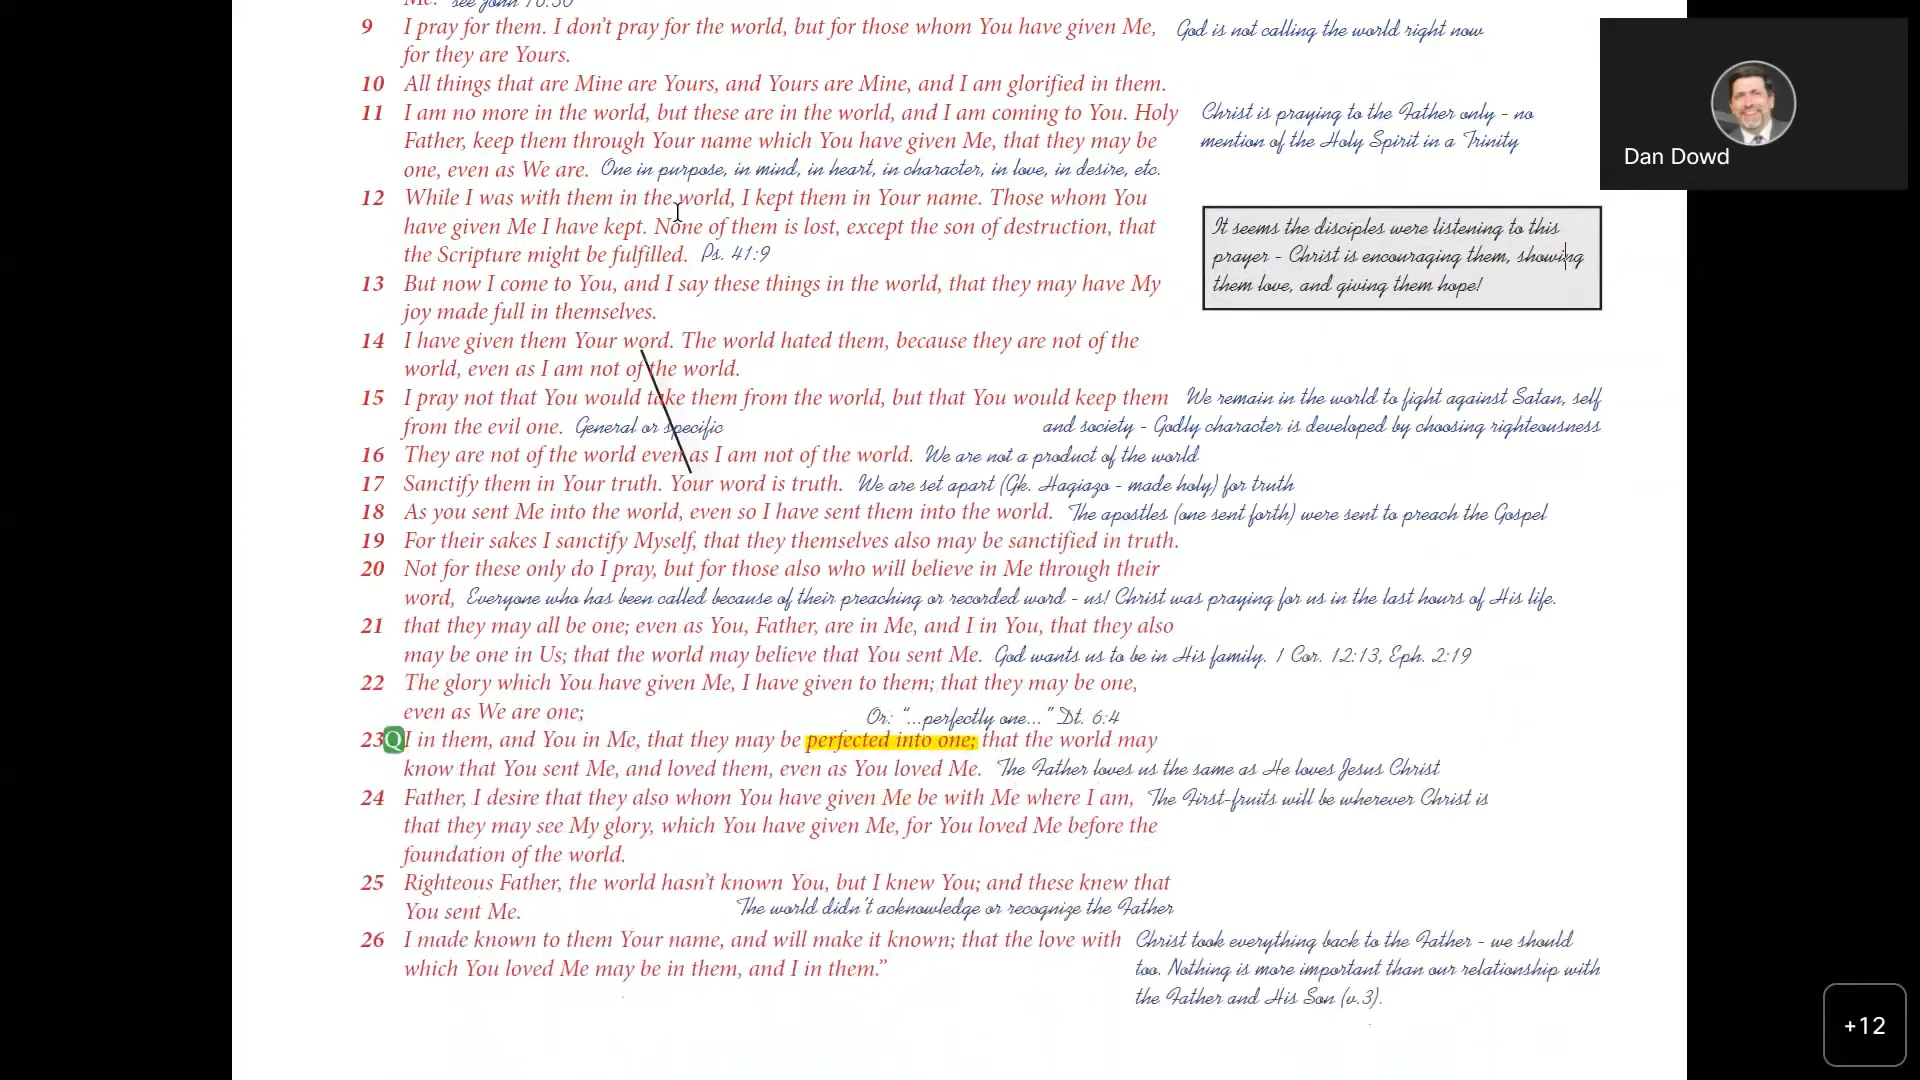 Me. see John 16:30
9 I pray for them. I don't pray for the world, but for those whom You have given Me, God is not calling the world right now
for they are Yours.
10 All things that are Mine are Yours, and Yours are Mine, and I am glorified in them.
11 I am no more in the world, but these are in the world, and I am coming to You. Holy Christ is praying to the Father only - no
Father, keep them through Your name which You have given Me, that they may be mention of the Holy Spirit in a Trinity
one, even as We are. One in purpose, in mind, in heart, in character, in love, in desire, etc.
Dan Dowd
12 While I was with them in the world, I kept them in Your name. Those whom You
have given Me I have kept. None of them is lost, except the son of destruction, that
the Scripture might be fulfilled. Ps. 41:9
It seems the disciples were listening to this
prayer - Christ is encouraging them, showing
them love, and giving them hope!
13 But now I come to You, and I say these things in the world, that they may have My
joy made full in themselves.
14 I have given them Your word. The world hated them, because they are not of the
world, even as I am not of the world.
15 I pray not that You would take them from the world, but that You would keep them We remain in the world to fight against Satan, self
from the evil one. General or specific and society - Godly character is developed by choosing righteousness
16 They are not of the world even as I am not of the world. We are not a product of the world
17 Sanctify them in Your truth. Your word is truth. We are set apart (Gk. Hagiazo - made holy) for truth
18 As you sent Me into the world, even so I have sent them into the world. The apostles (one sent forth) were sent to preach the Gospel
19 For their sakes I sanctify Myself, that they themselves also may be sanctified in truth.
20 Not for these only do I pray, but for those also who will believe in Me through their
word, Everyone who has been called because of their preaching or recorded word - us! Christ was praying for us in the last hours of His life.
21 that they may all be one; even as You, Father, are in Me, and I in You, that they also
may be one in Us; that the world may believe that You sent Me. God wants us to be in His family. 1 Cor. 12:13, Eph. 2:19
22 The glory which You have given Me, I have given to them; that they may be one,
even as We are one; Or: "...perfectly one..." Dt. 6:4
23 Q I in them, and You in Me, that they may be perfected into one; that the world may
know that You sent Me, and loved them, even as You loved Me. The Father loves us the same as He loves Jesus Christ
24 Father, I desire that they also whom You have given Me be with Me where I am, The First-fruits will be wherever Christ is
that they may see My glory, which You have given Me, for You loved Me before the
foundation of the world.
25 Righteous Father, the world hasn't known You, but I knew You; and these knew that
You sent Me. The world didn't acknowledge or recognize the Father
26 I made known to them Your name, and will make it known; that the love with Christ took everything back to the Father - we should
which You loved Me may be in them, and I in them." too. Nothing is more important than our relationship with
the Father and His Son (v.3).
+12